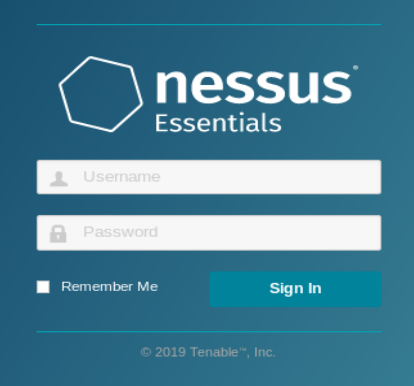 nessus®
Essentials
Username
Password
Remember Me
Sign In
© 2019 Tenable™, Inc.